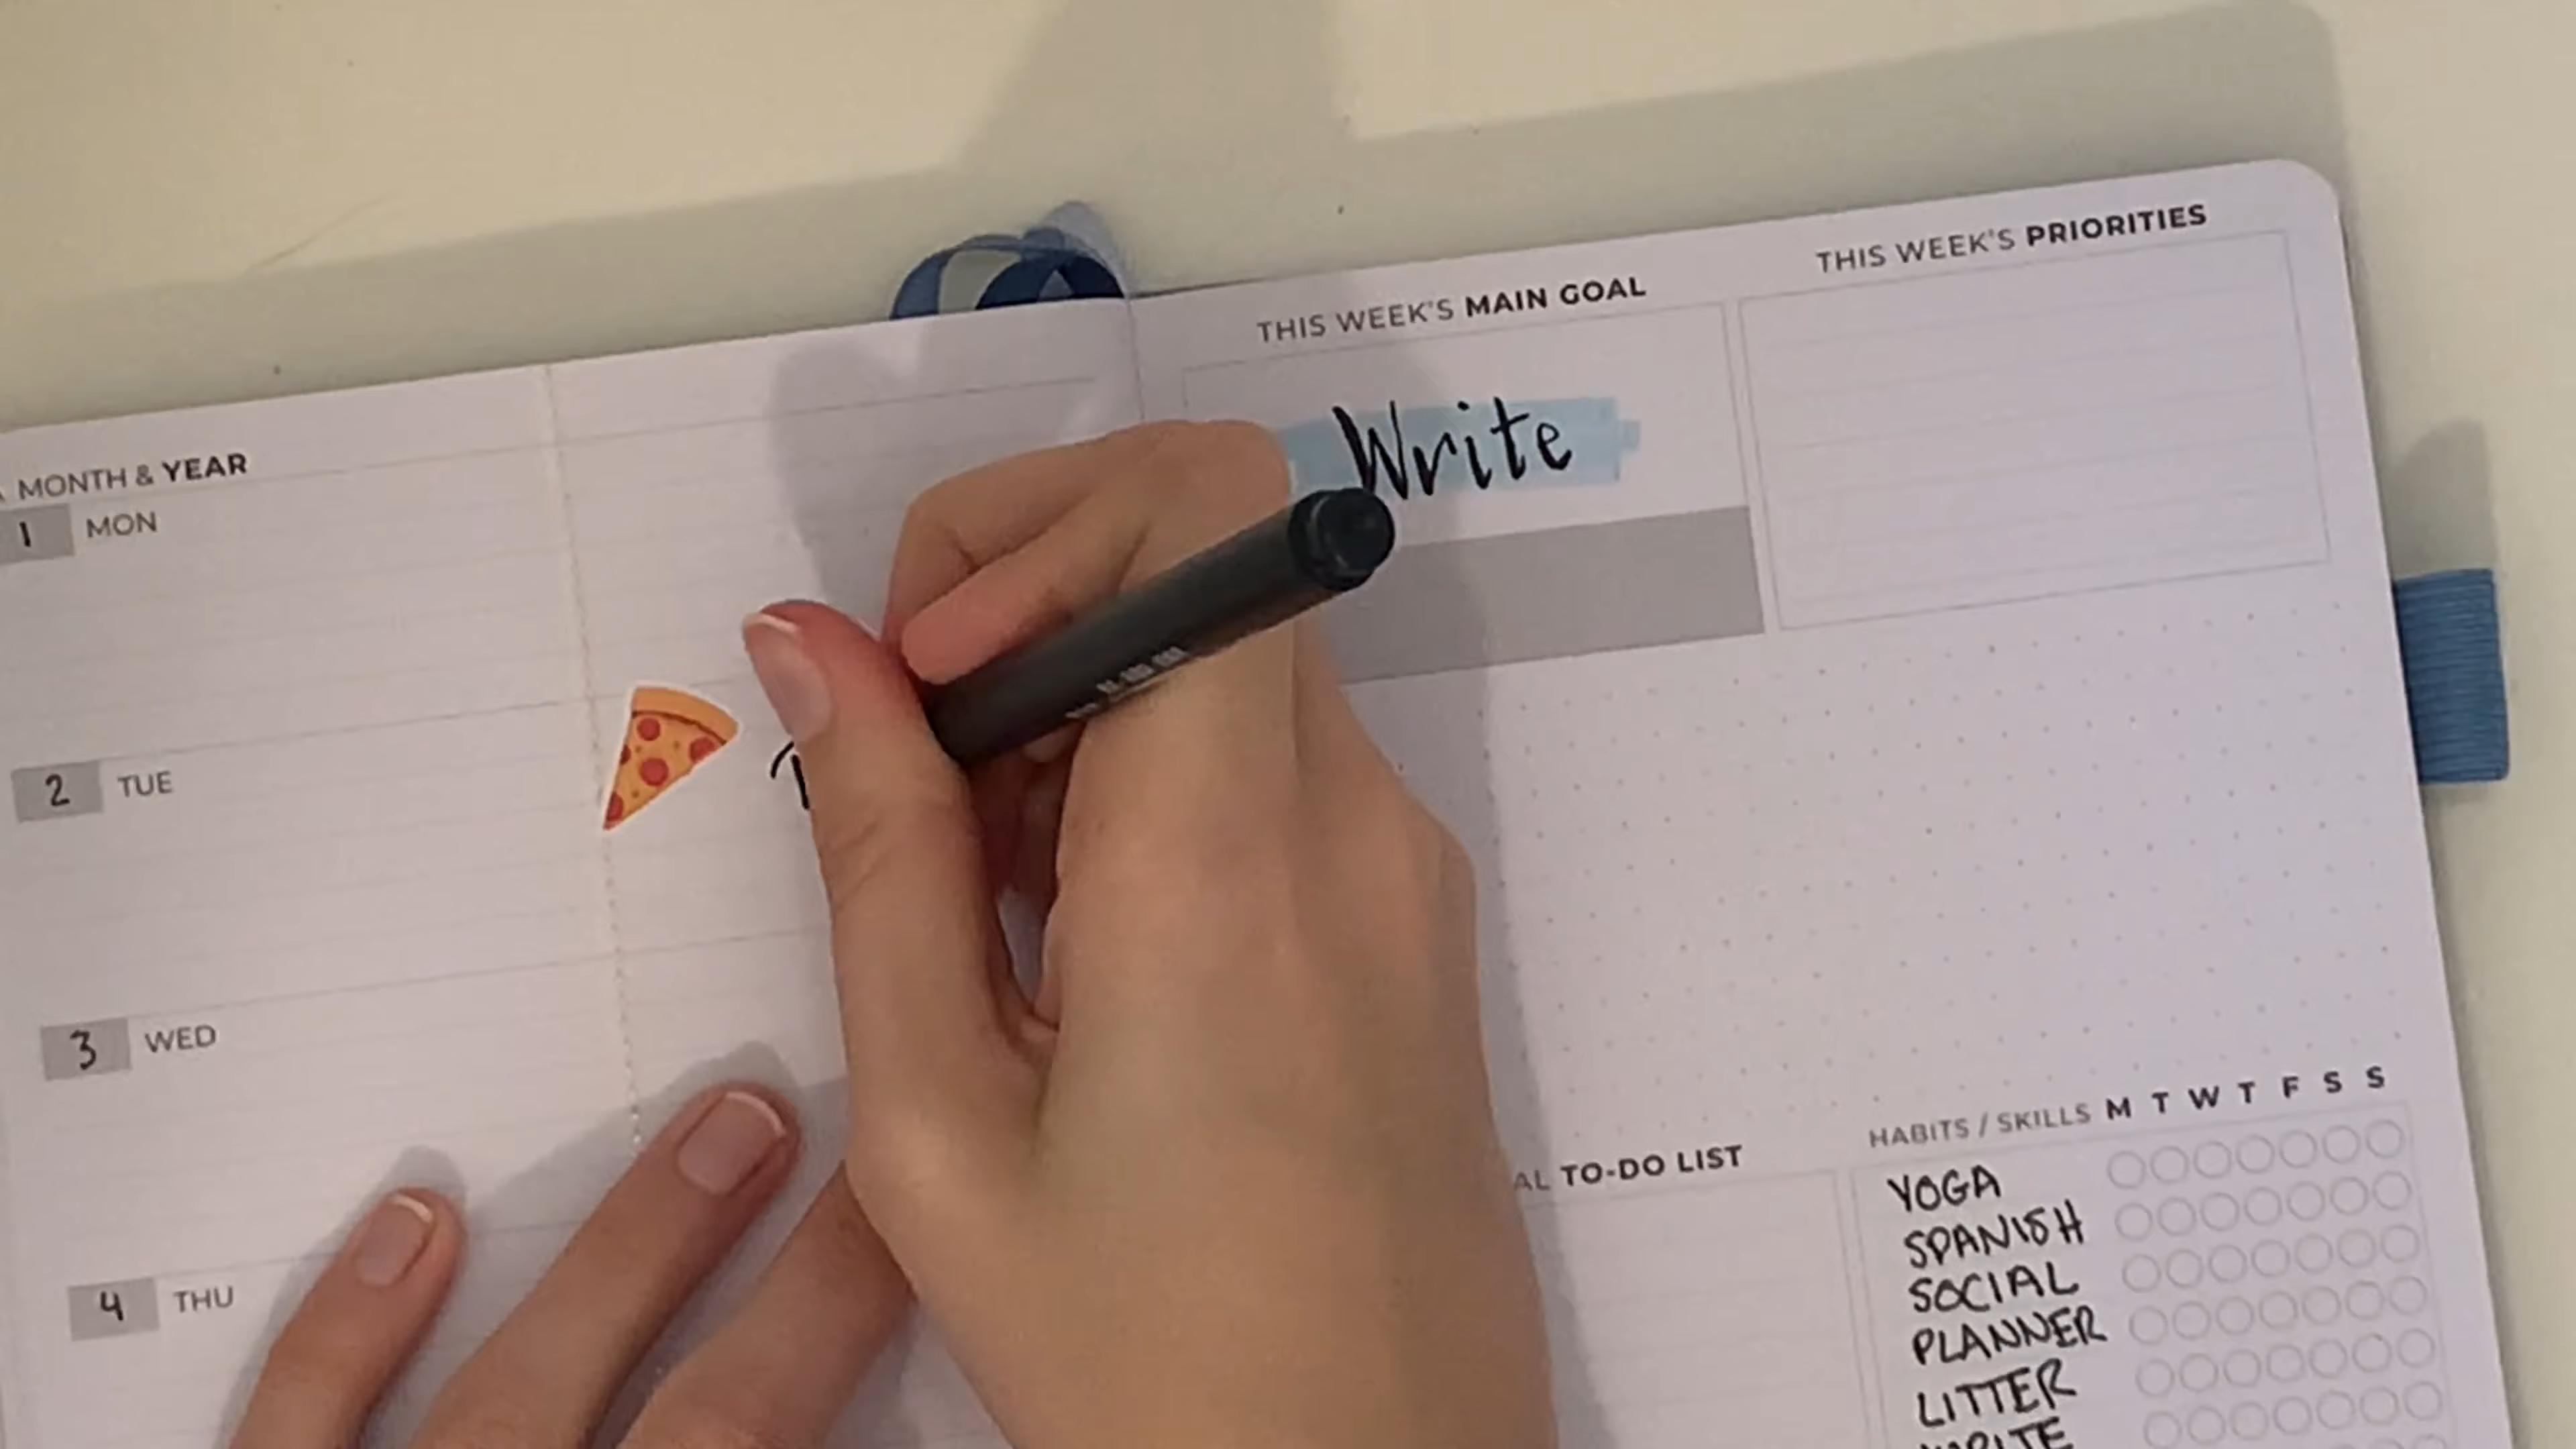 MONTH & YEAR
1 MON
2 TUE
3 WED
4 THU
THIS WEEK'S MAIN GOAL
Write
THIS WEEK'S PRIORITIES
TO-DO LIST
HABITS / SKILLS M T W T F S S
YOGA
SPANISH
SOCIAL
PLANNER
LITTER
WRITE